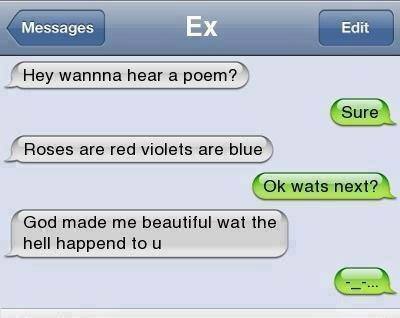 Messages
Ex
Edit
Hey wannna hear a poem?
Sure
Roses are red violets are blue
Ok wats next?
God made me beautiful wat the
hell happend to u
-_-...